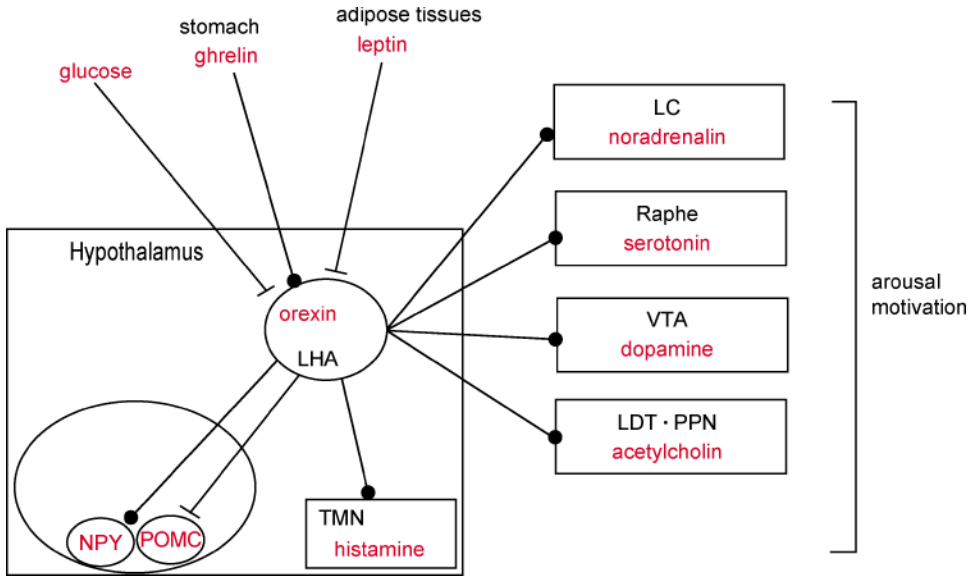 adipose tissues
leptin
stomach
ghrelin
glucose
LC
noradrenalin
Raphe
serotonin
VTA
dopamine
LDT · PPN
acetylcholin
arousal
motivation
Hypothalamus
orexin
LHA
NPY
POMC
TMN
histamine